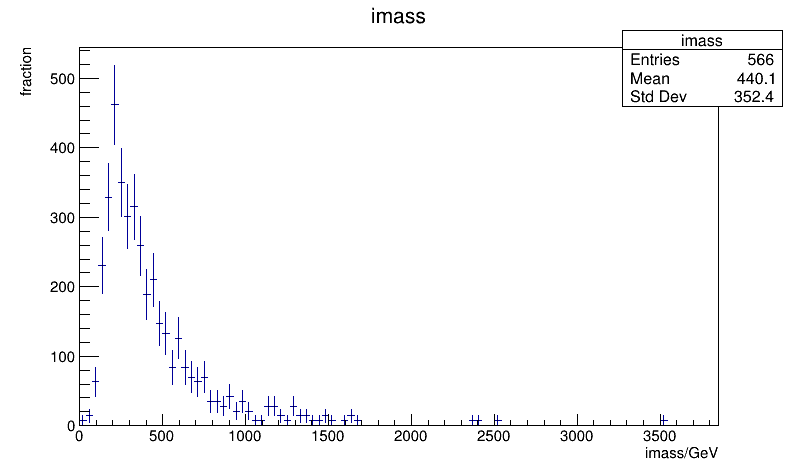 imass
imass
Entries 566
Mean 440.1
Std Dev 352.4
fraction
500
400
300
200
100
0
0 500 1000 1500 2000 2500 3000 3500
imass/GeV